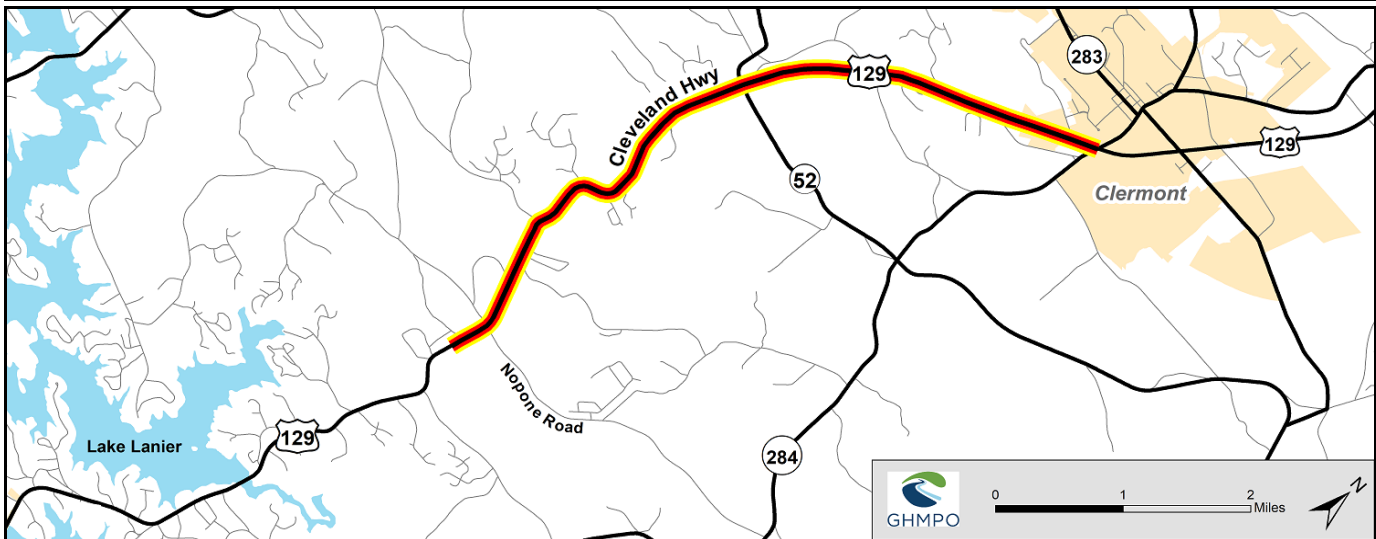 283
Cleveland Hwy
129
129
52
Clermont
Nopone Road
129
Lake Lanier
284
GHMPO
0 1 2
Miles
N